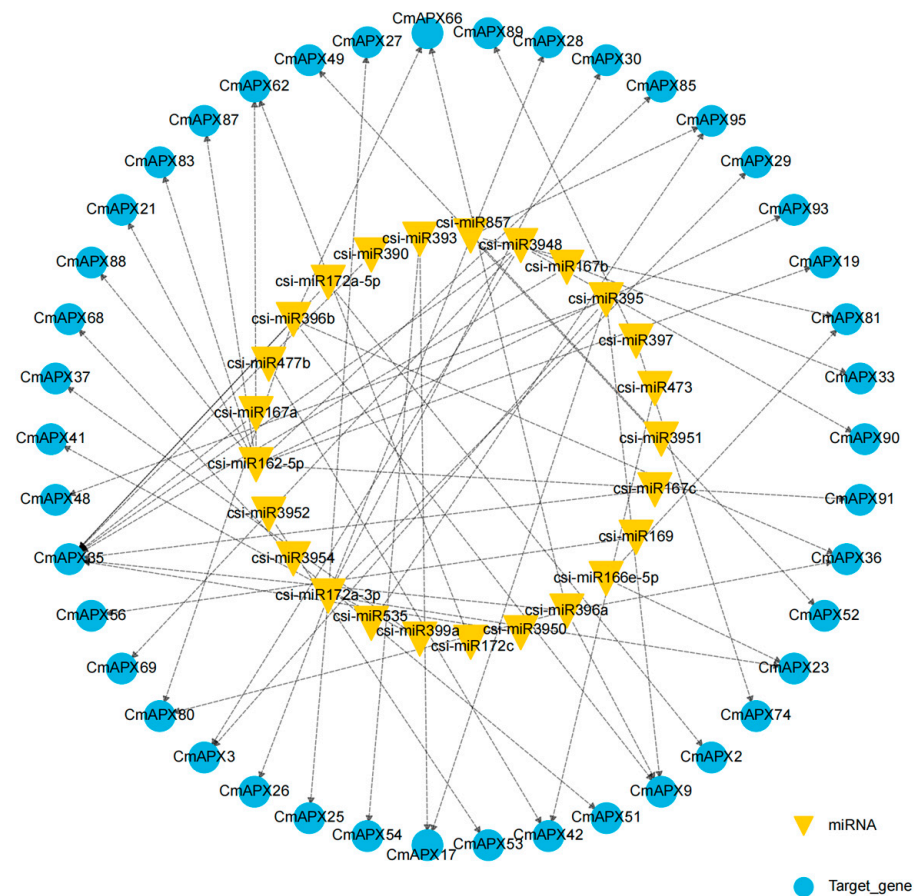 CmAPX66
CmAPX27
CmAPX89
CmAPX28
CmAPX49
CmAPX30
CmAPX62
CmAPX85
CmAPX87
CmAPX95
CmAPX83
CmAPX29
CmAPX21
CmAPX93
CmAPX88
CmAPX19
CmAPX68
CmAPX81
CmAPX37
CmAPX33
CmAPX41
CmAPX90
CmAPX48
CmAPX91
CmAPX35
CmAPX36
CmAPX56
CmAPX52
CmAPX69
CmAPX23
CmAPX80
CmAPX74
CmAPX3
CmAPX2
CmAPX26
CmAPX9
CmAPX25
CmAPX51
CmAPX54
CmAPX42
CmAPX17
CmAPX53
csi-miR857
csi-miR393
csi-miR3948
csi-miR390
csi-miR167b
csi-miR172a-5p
csi-miR395
csi-miR396b
csi-miR397
csi-miR477b
csi-miR473
csi-miR167a
csi-miR3951
csi-miR162-5p
csi-miR167c
csi-miR3952
csi-miR169
csi-miR3954
csi-miR166e-5p
csi-miR172a-3p
csi-miR396a
csi-miR535
csi-miR3950
csi-miR399a
csi-miR172c
miRNA
Target_gene